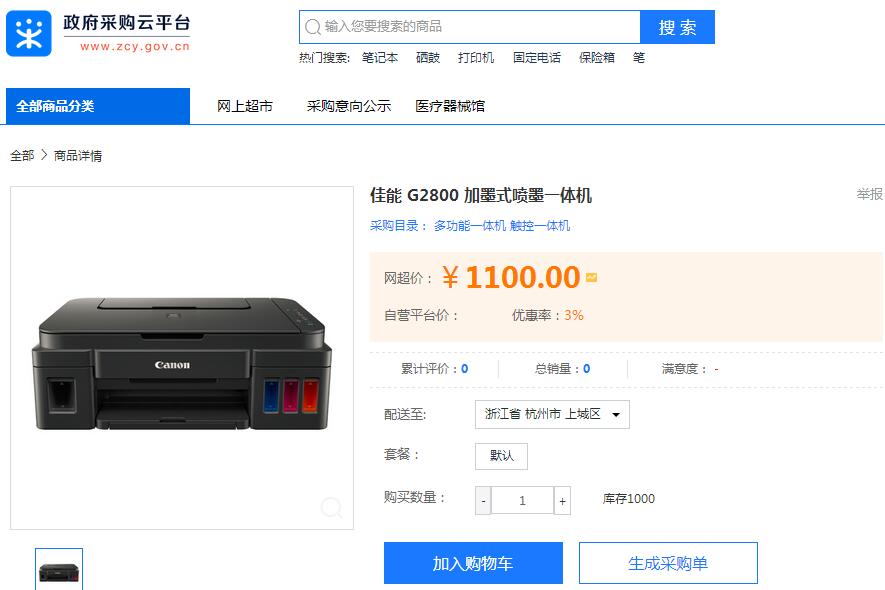 政府采购云平台
www.zcy.gov.cn
输入您要搜索的商品
搜 索
热门搜索: 笔记本 硒鼓 打印机 固定电话 保险箱 笔
全部商品分类 网上超市 采购意向公示 医疗器械馆
全部 > 商品详情
佳能 G2800 加墨式喷墨一体机
举报
采购目录： 多功能一体机 触控一体机
网超价： ￥1100.00
自营平台价： 优惠率：3%
累计评价：0 总销量：0 满意度： -
配送至: 浙江省 杭州市 上城区
套餐： 默认
购买数量： - 1 + 库存1000
加入购物车 生成采购单
Canon